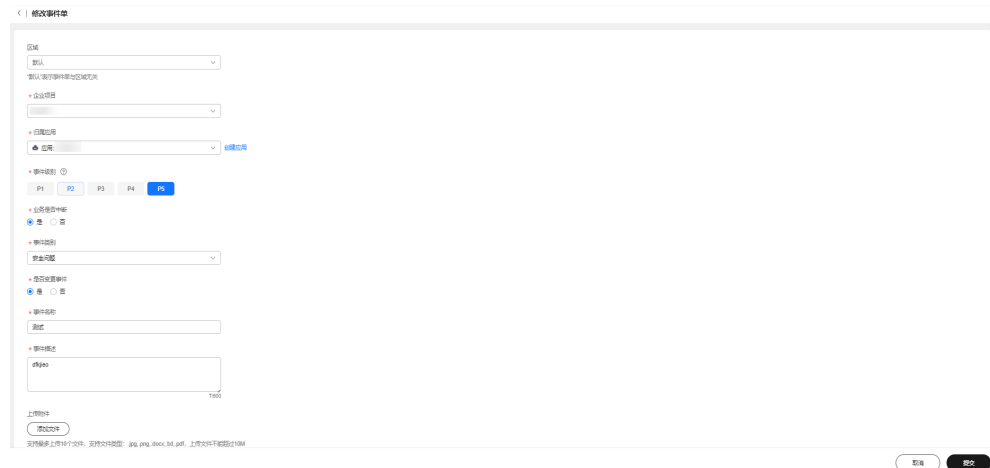 修改事件单
区域
默认
“默认”表示事件单与区域无关
* 企业项目
* 归属应用
应用 创建应用
* 事件级别
P1 P2 P3 P4 P5
* 业务是否中断
是 否
* 事件类别
安全问题
* 是否变更事件
是 否
* 事件名称
测试
* 事件描述
上传附件
添加文件
支持最多上传10个文件，支持文件类型：.jpg,.png,.docx,.txt,.pdf，上传文件不能超过10M
取消 提交